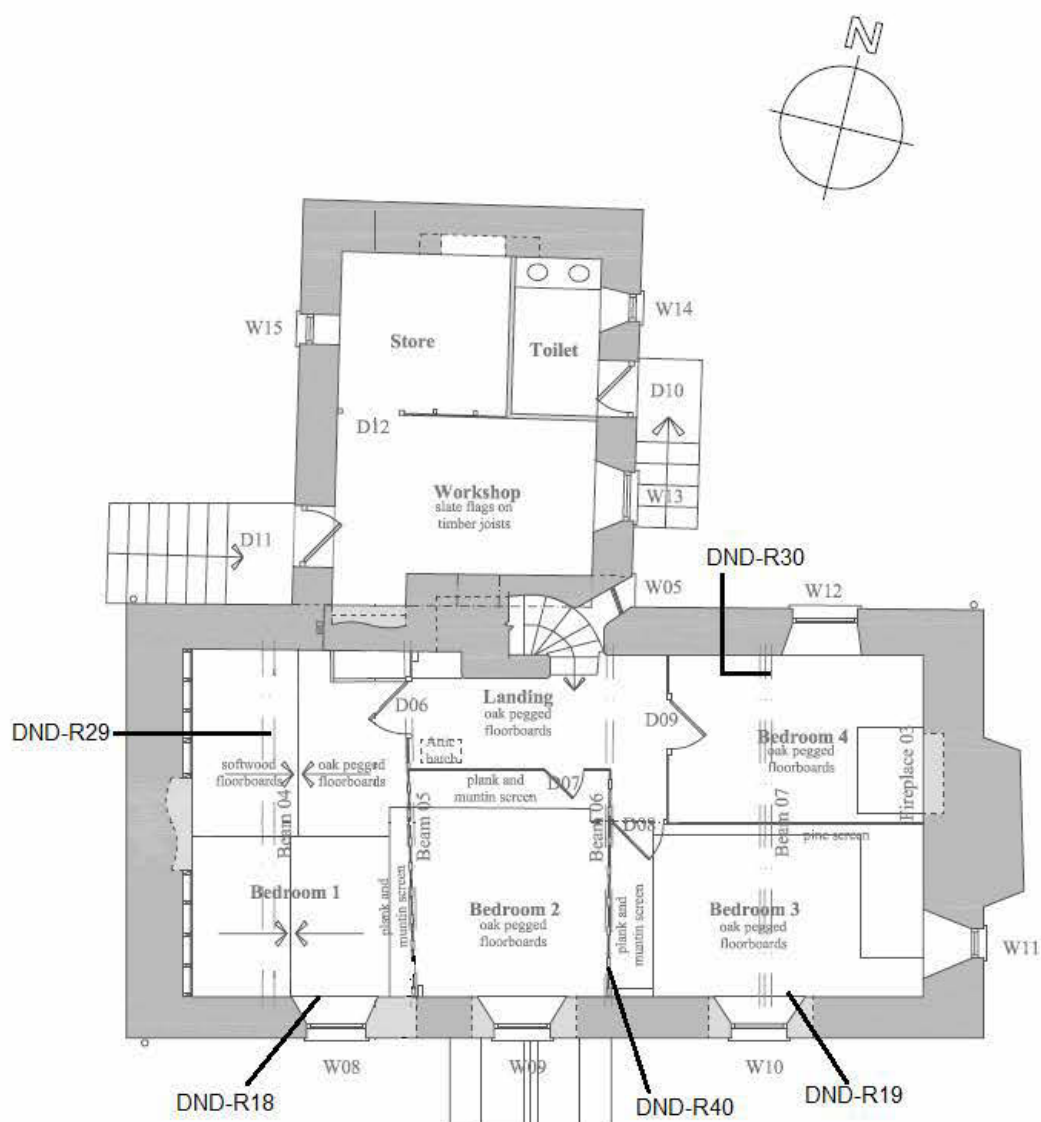 N
W15
Store
Toilet
W14
D10
D12
Workshop
slate flags on
timber joists
W13
D11
DND-R30
W05
W12
Landing
oak pegged
floorboards
D06
D09
DND-R29
Bedroom 4
oak pegged
floorboards
Fireplace 03
Attic
hatch
softwood
floorboards
oak pegged
floorboards
plank and
muntin screen
D07
Beam 04
Beam 05
Beam 06
D08
Beam 07
pine screen
Bedroom 1
plank and
muntin screen
Bedroom 2
oak pegged
floorboards
plank and
muntin screen
Bedroom 3
oak pegged
floorboards
W11
W08
W09
W10
DND-R18
DND-R40
DND-R19